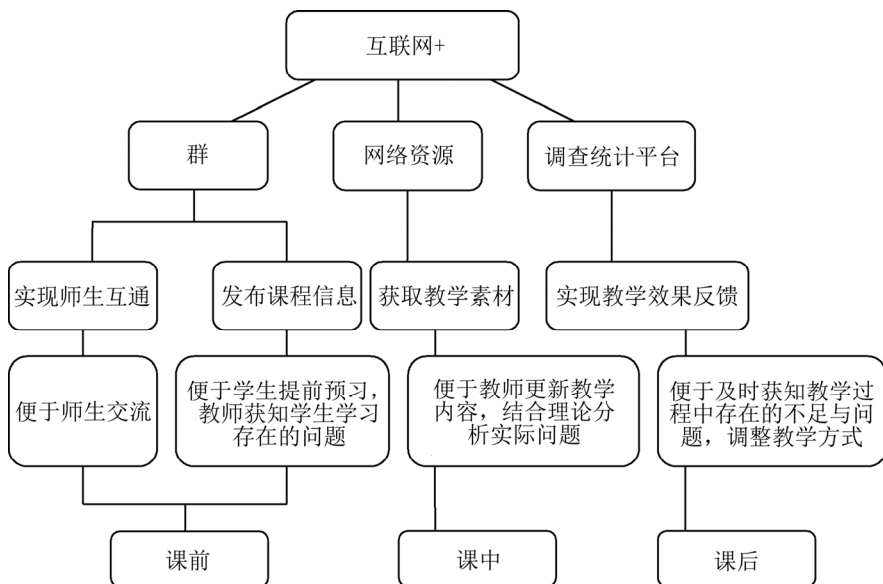 互联网+
群
网络资源
调查统计平台
实现师生互通
发布课程信息
获取教学素材
实现教学效果反馈
便于师生交流
便于学生提前预习，
教师获知学生学习
存在的问题
便于教师更新教学
内容，结合理论分
析实际问题
便于及时获知教学过
程中存在的不足与问
题，调整教学方式
课前
课中
课后